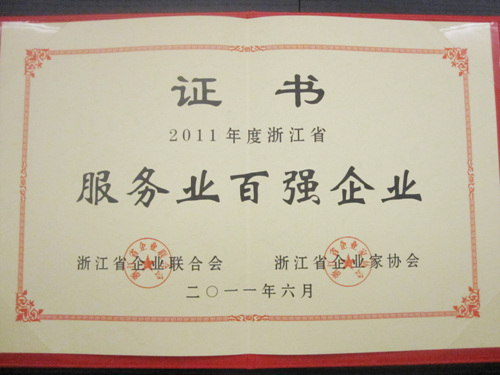 证书
2011年度浙江省
服务业百强企业
浙江省企业联合会 浙江省企业家协会
二〇一一年六月